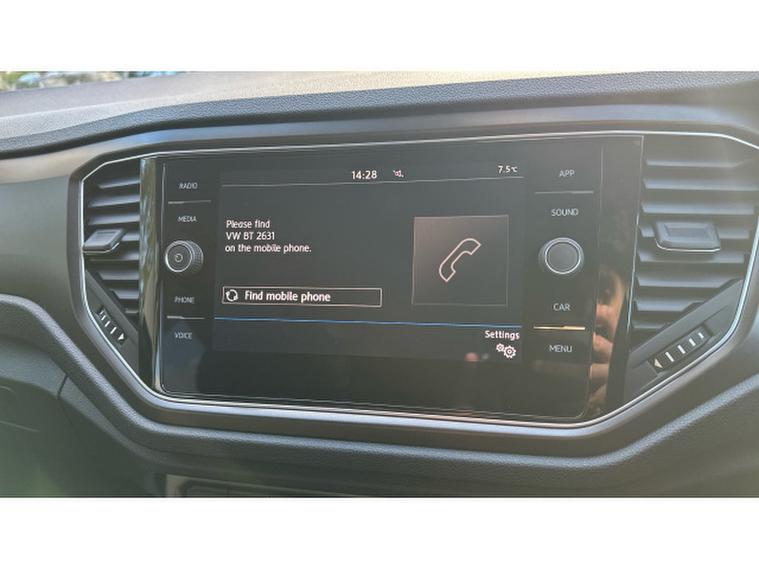 14:28
7.5°C
RADIO
MEDIA
PHONE
VOICE
Please find
VW BT 2631
on the mobile phone.
Find mobile phone
Settings
APP
SOUND
CAR
MENU